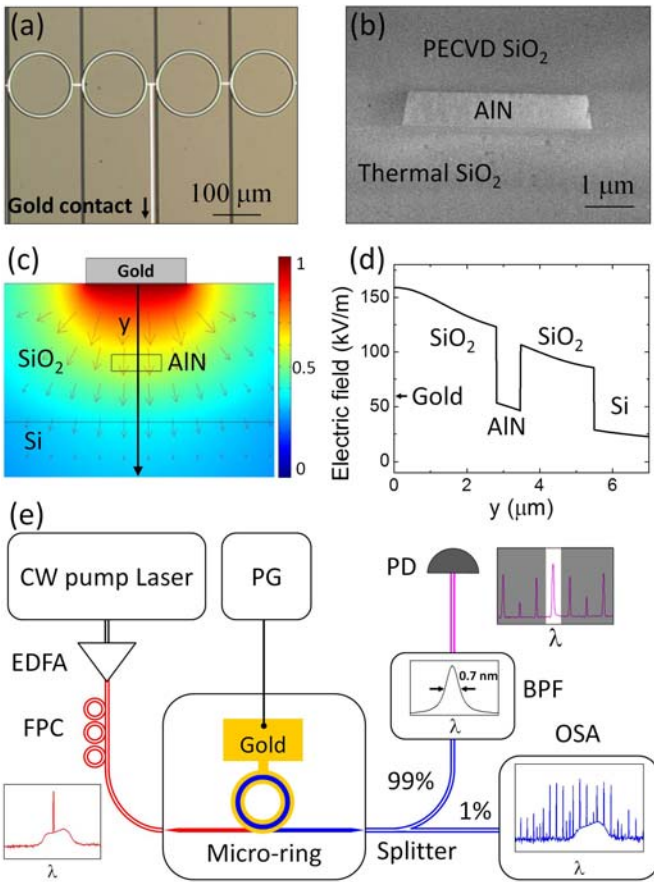 (a)
100 μm
Gold contact ↓
(b)
PECVD SiO₂
AlN
Thermal SiO₂
1 μm
(c)
Gold
1
y
SiO₂
AlN
0.5
Si
0
(d)
Electric field (kV/m)
150
100
50
0
SiO₂
SiO₂
Gold
AlN
Si
0
2
4
6
y (μm)
(e)
CW pump Laser
PG
PD
λ
EDFA
FPC
Gold
0.7 nm
λ
BPF
OSA
99%
1%
λ
Micro-ring
Splitter
λ